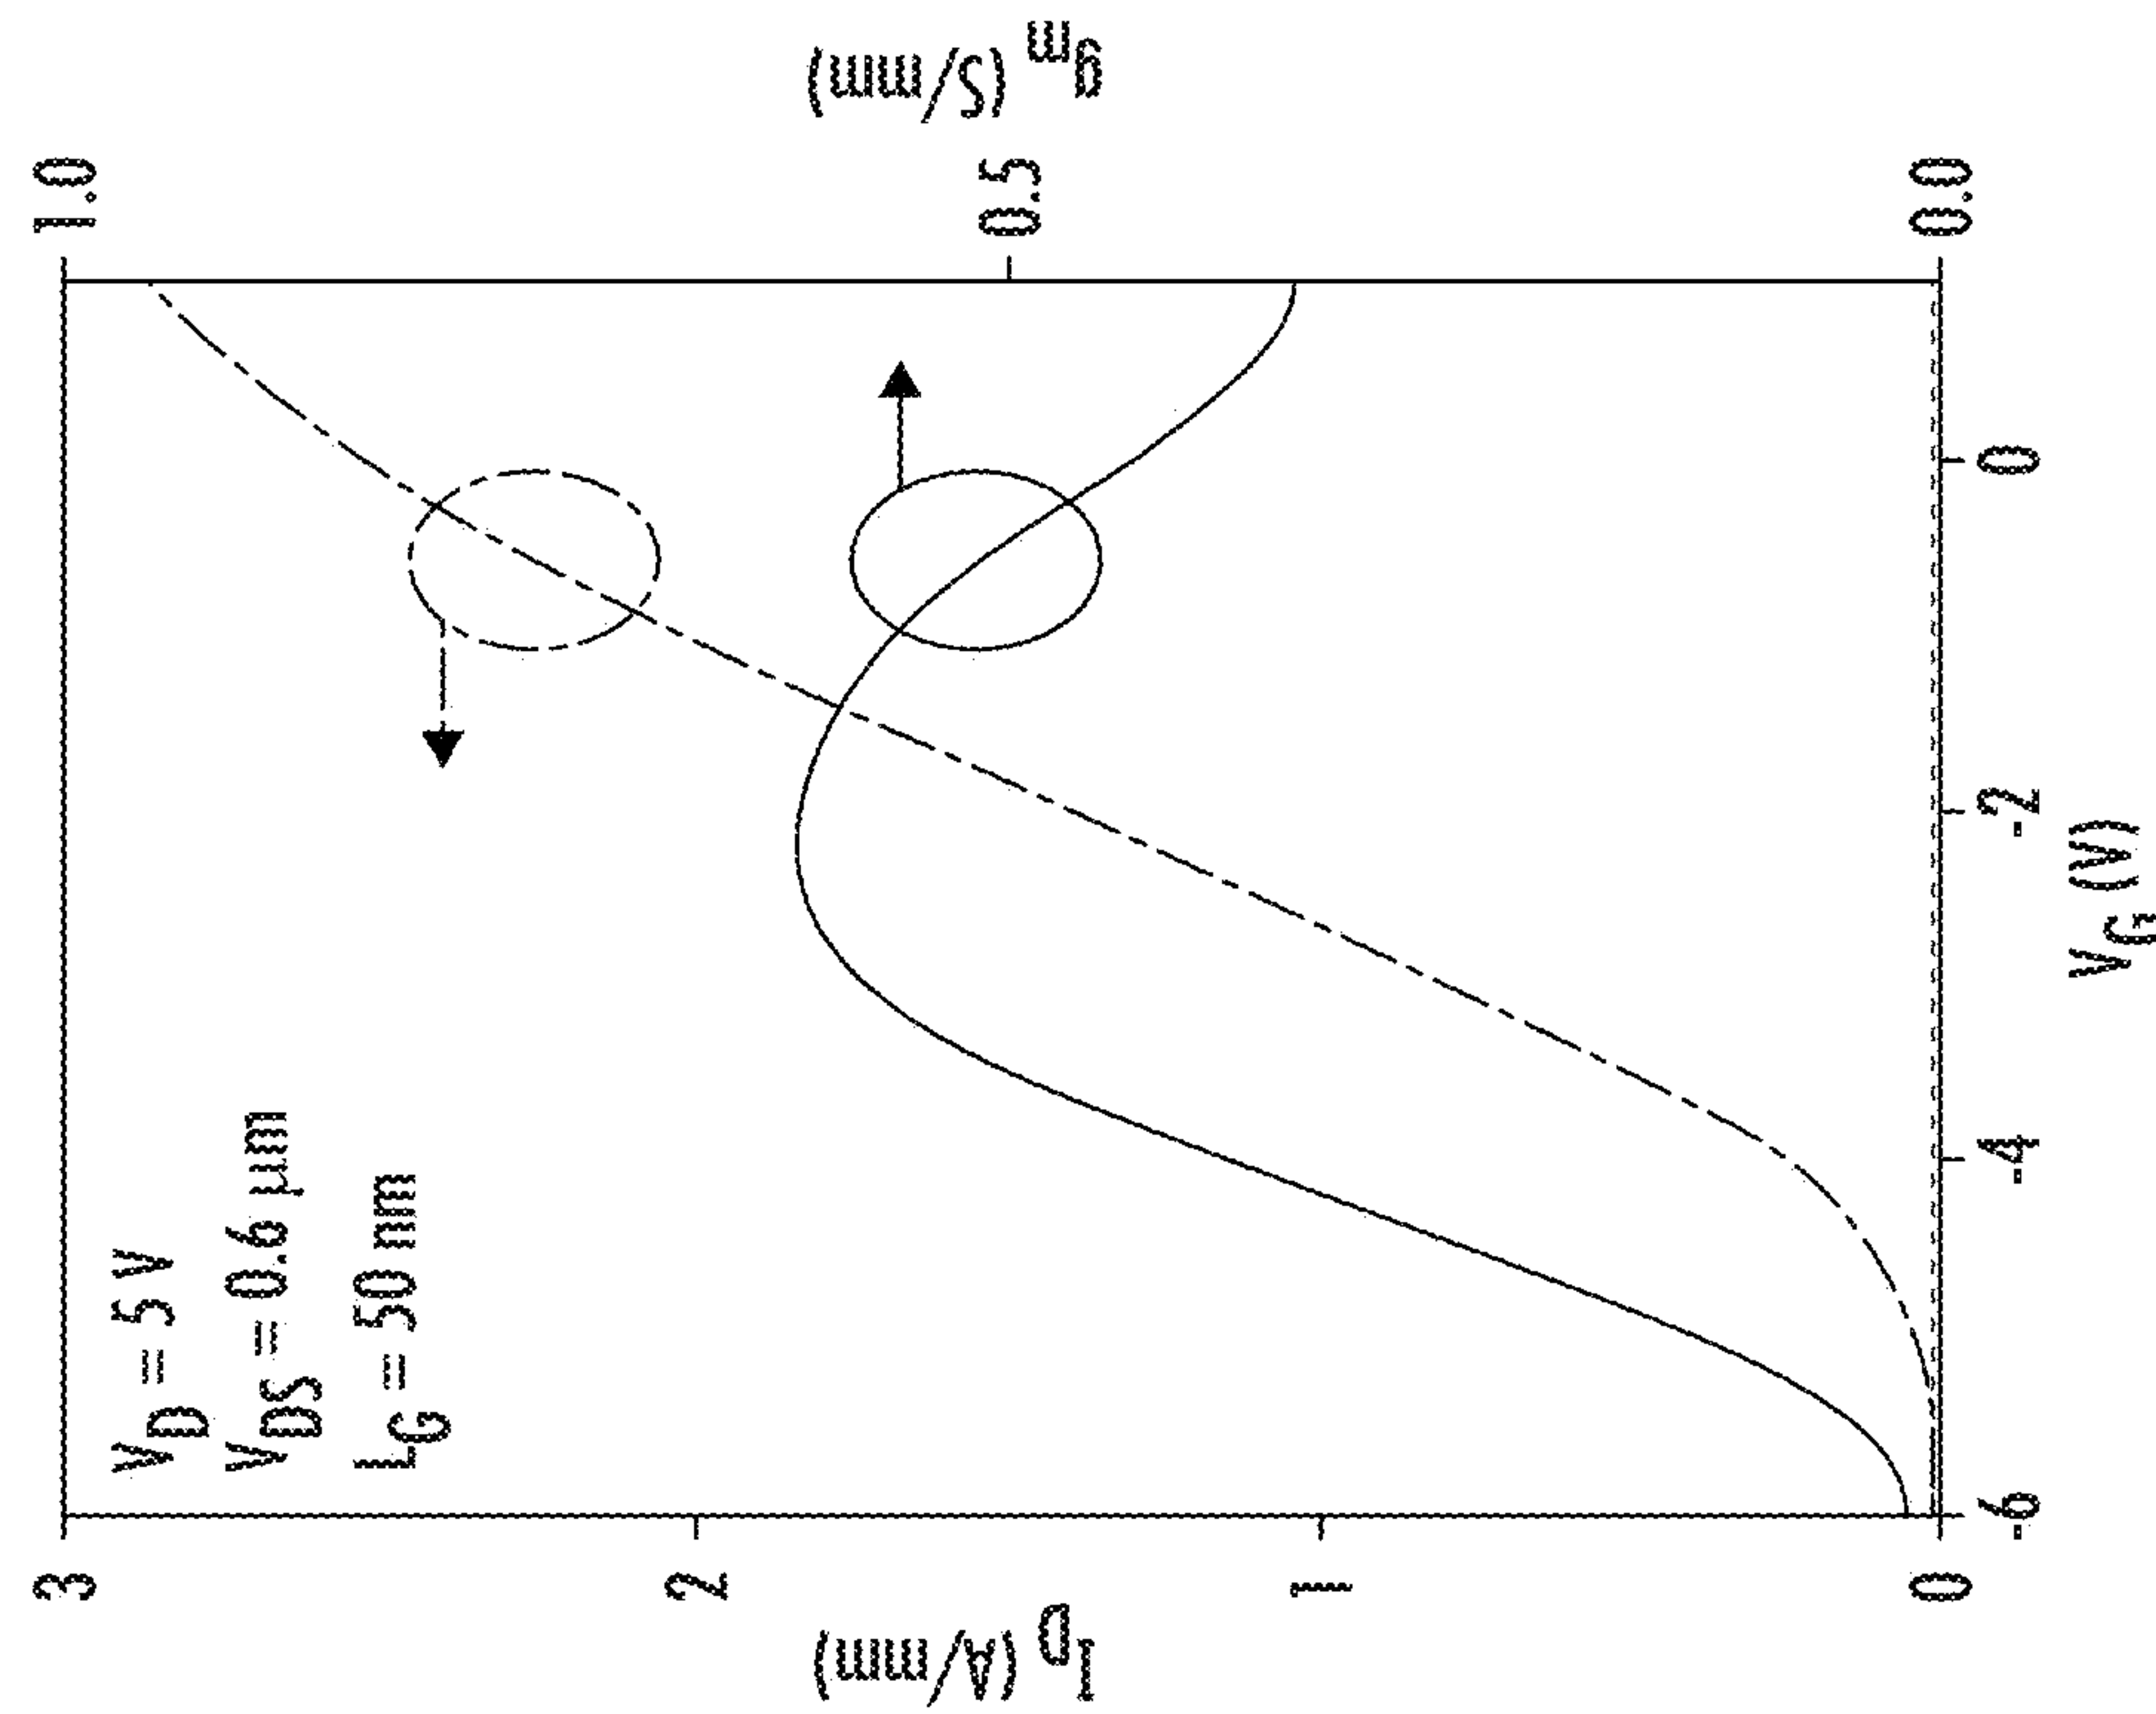 V_D = 5 V
V_DS = 0.6 μm
L_G = 50 nm
3
2
1
0
I_D (A/mm)
1.0
0.5
0.0
g_m (S/mm)
-6
-4
-2
0
V_G (V)